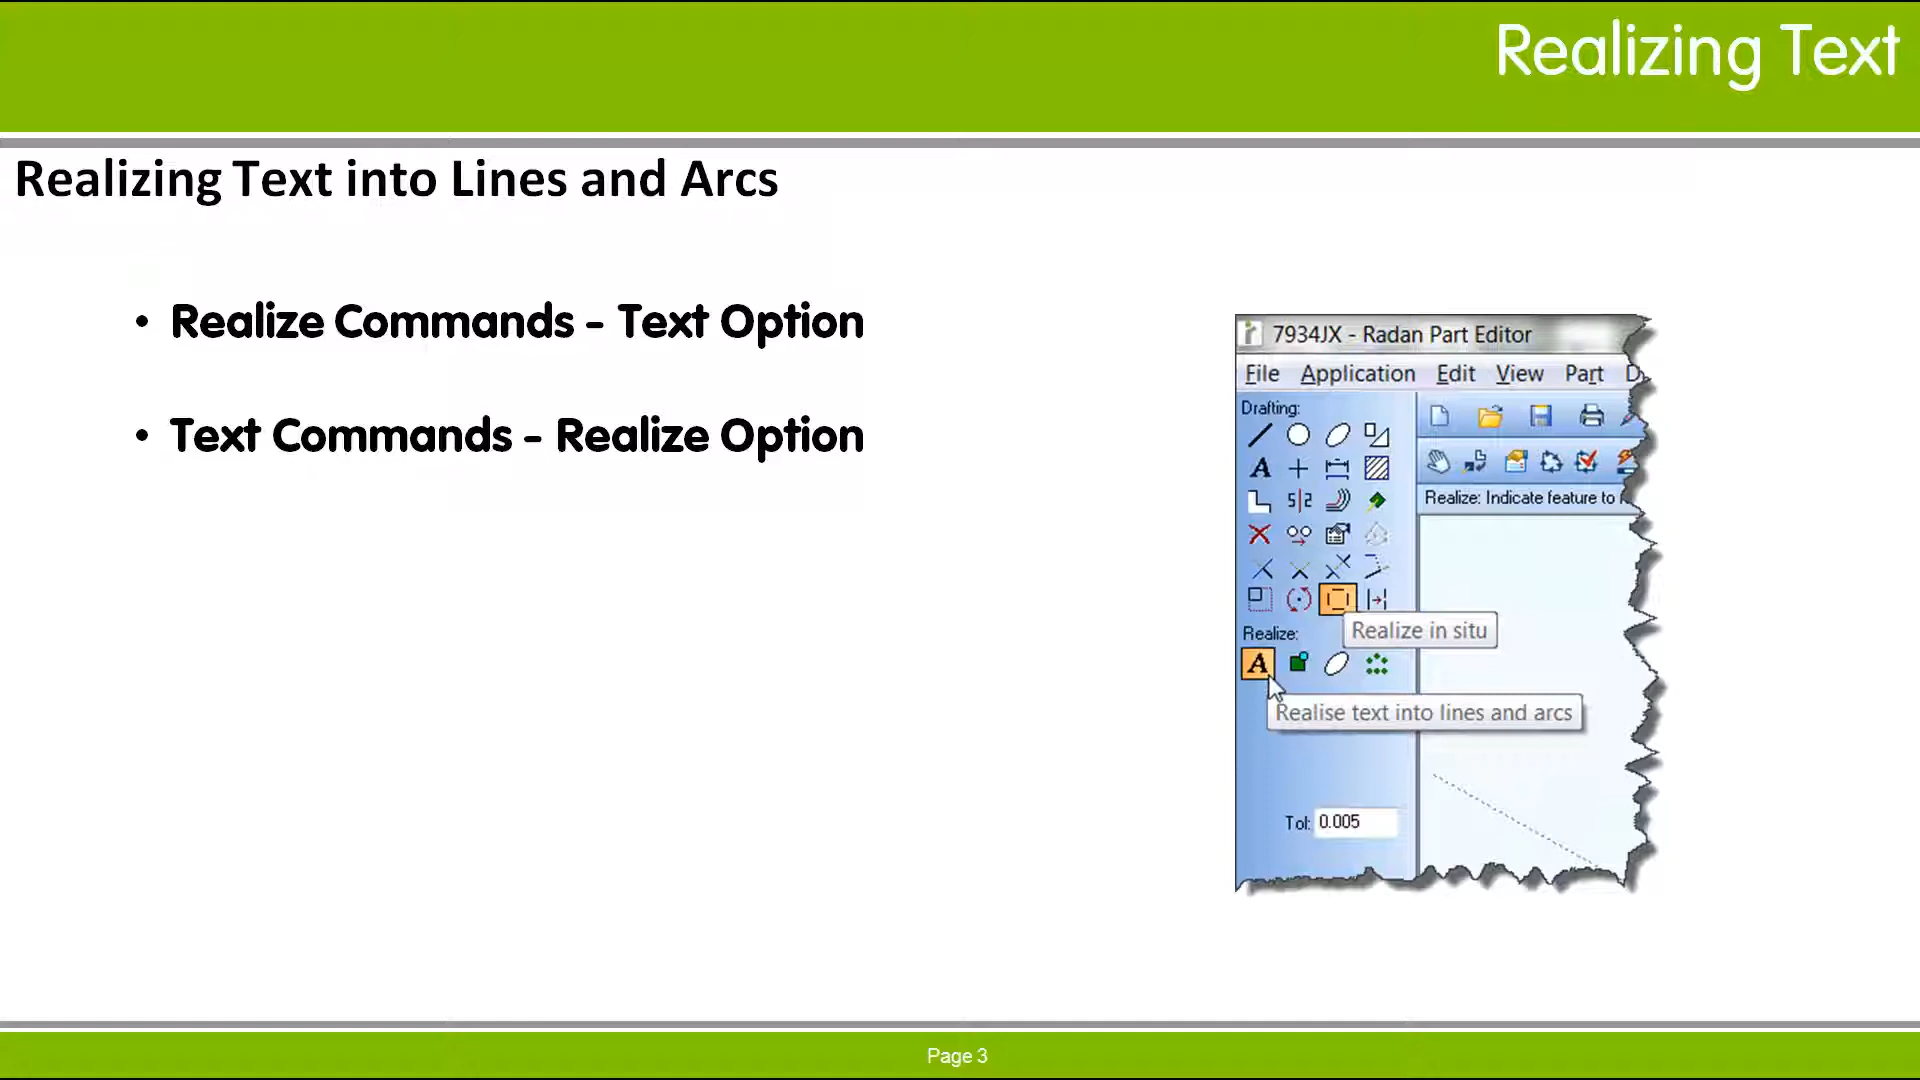 Realizing Text
Realizing Text into Lines and Arcs
• Realize Commands - Text Option
• Text Commands - Realize Option
7934JX - Radan Part Editor
File Application Edit View Part
Drafting:
Realize: Indicate feature to
Realize in situ
Realize:
Realise text into lines and arcs
Tol: 0.005
Page 3